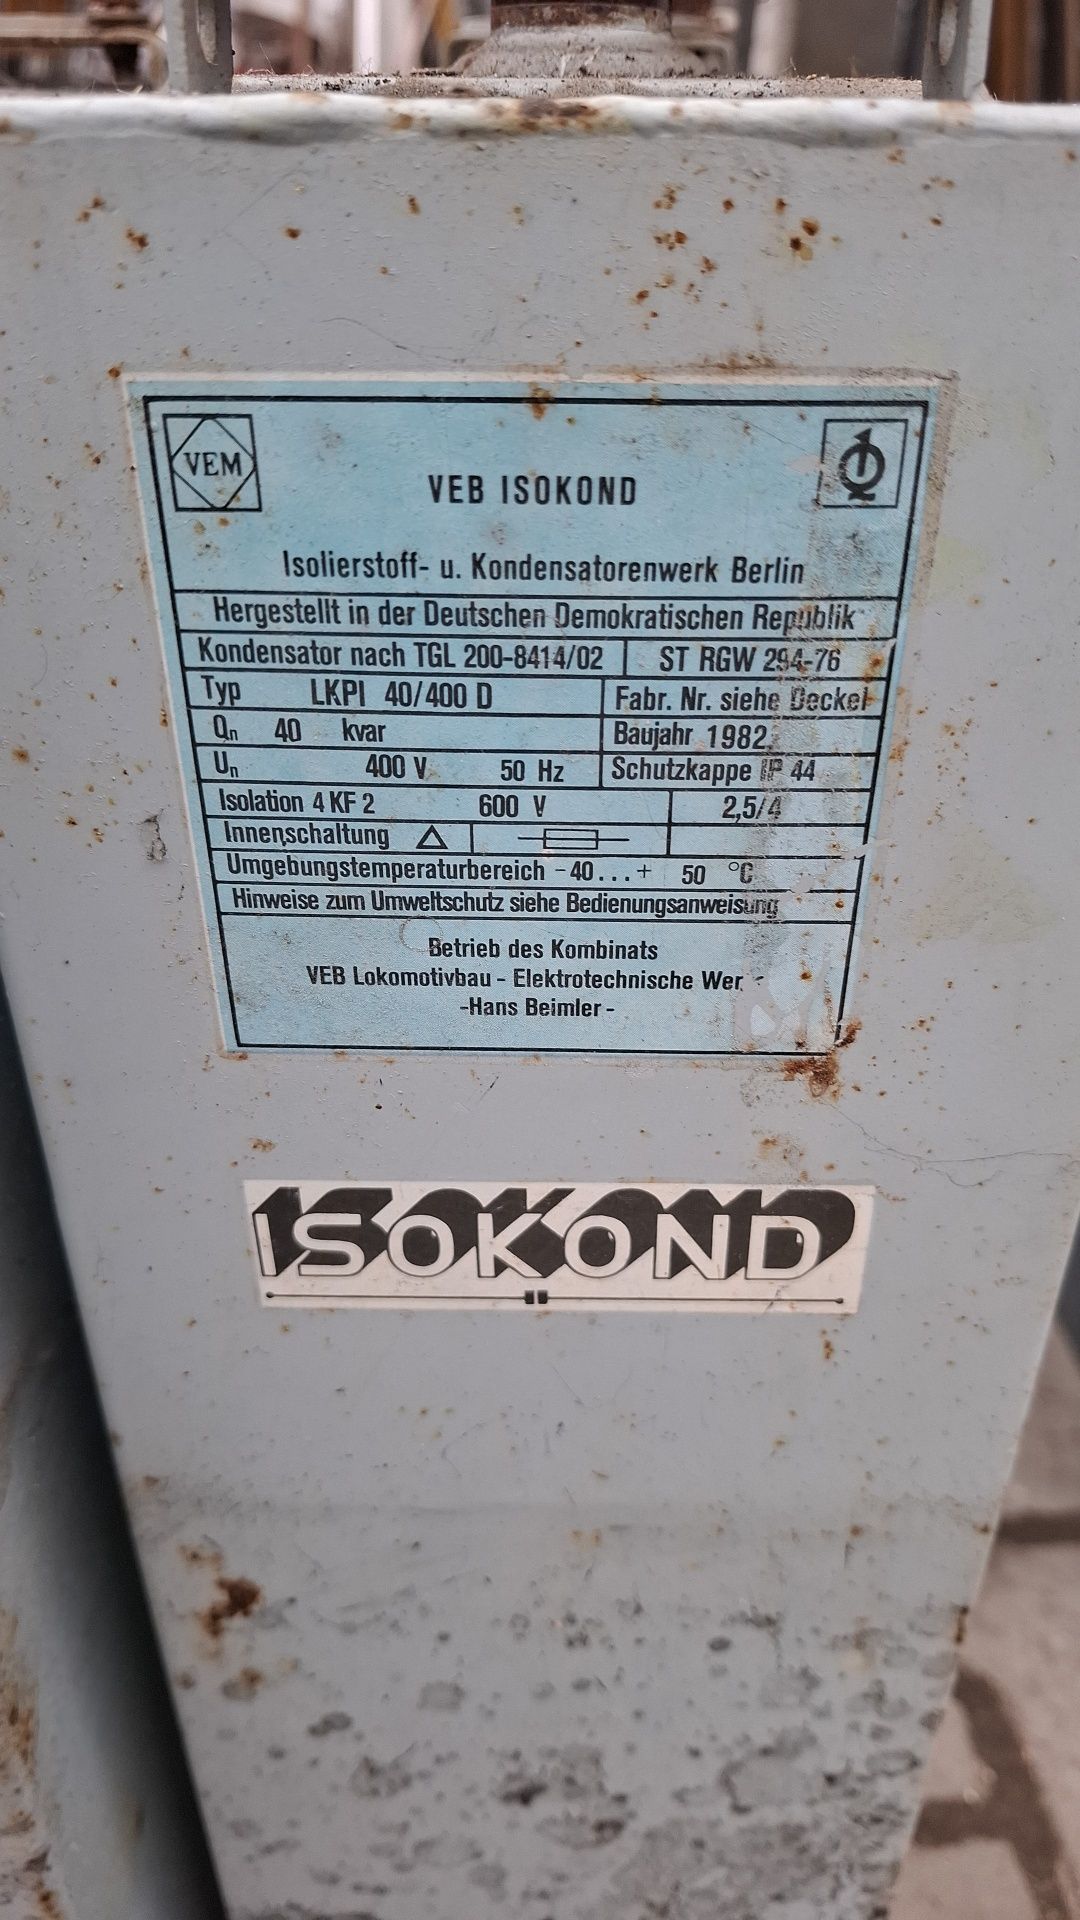 VEM
VEB ISOKOND
Isolierstoff- u. Kondensatorenwerk Berlin
Hergestellt in der Deutschen Demokratischen Republik
Kondensator nach TGL 200-8414/02 ST RGW 294-76
Typ LKPI 40/400 D Fabr. Nr. siehe Deckel
Qn 40 kvar Baujahr 1982
Un 400 V 50 Hz Schutzkappe IP 44
Isolation 4 KF 2 600 V 2,5/4
Innenschaltung △
Umgebungstemperaturbereich -40...+ 50 °C
Hinweise zum Umweltschutz siehe Bedienungsanweisung
Betrieb des Kombinats
VEB Lokomotivbau - Elektrotechnische Wer
-Hans Beimler-
ISOKOND